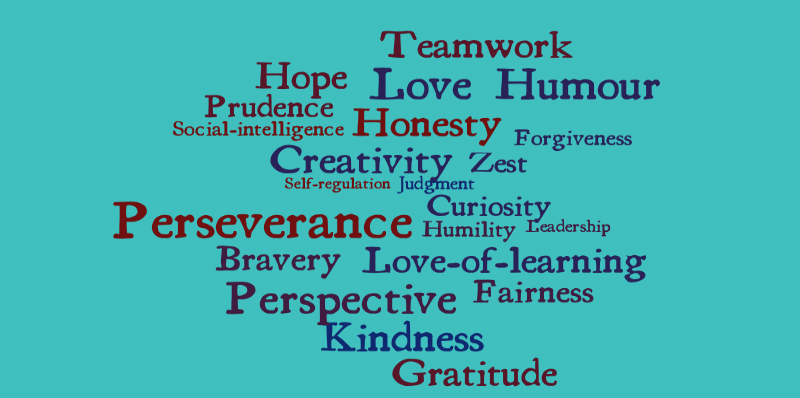 Teamwork
Hope Love Humour
Prudence
Social-intelligence Honesty
Forgiveness
Creativity Zest
Self-regulation Judgment
Curiosity
Perseverance Humility Leadership
Bravery Love-of-learning
Perspective Fairness
Kindness
Gratitude